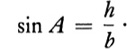 sin A = h/b ·